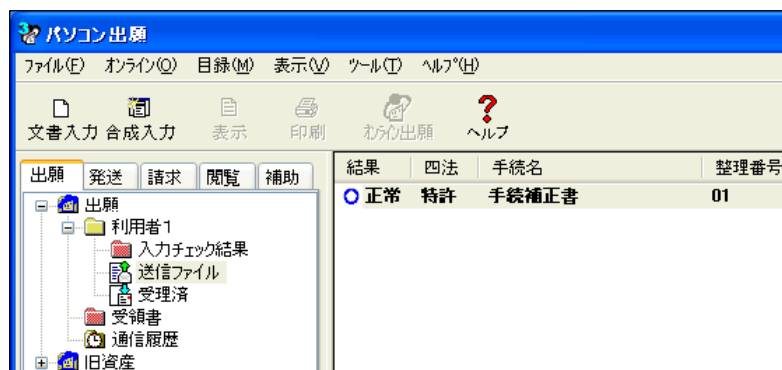 パソコン出願
ファイル(F) オンライン(O) 目録(M) 表示(V) ツール(T) ヘルプ(H)
文書入力 合成入力 表示 印刷 オンライン出願 ヘルプ
出願 発送 請求 閲覧 補助
結果 四法 手続名 整理番号
正常 特許 手続補正書 01
出願
利用者1
入力チェック結果
送信ファイル
受理済
受領書
通信履歴
旧資産